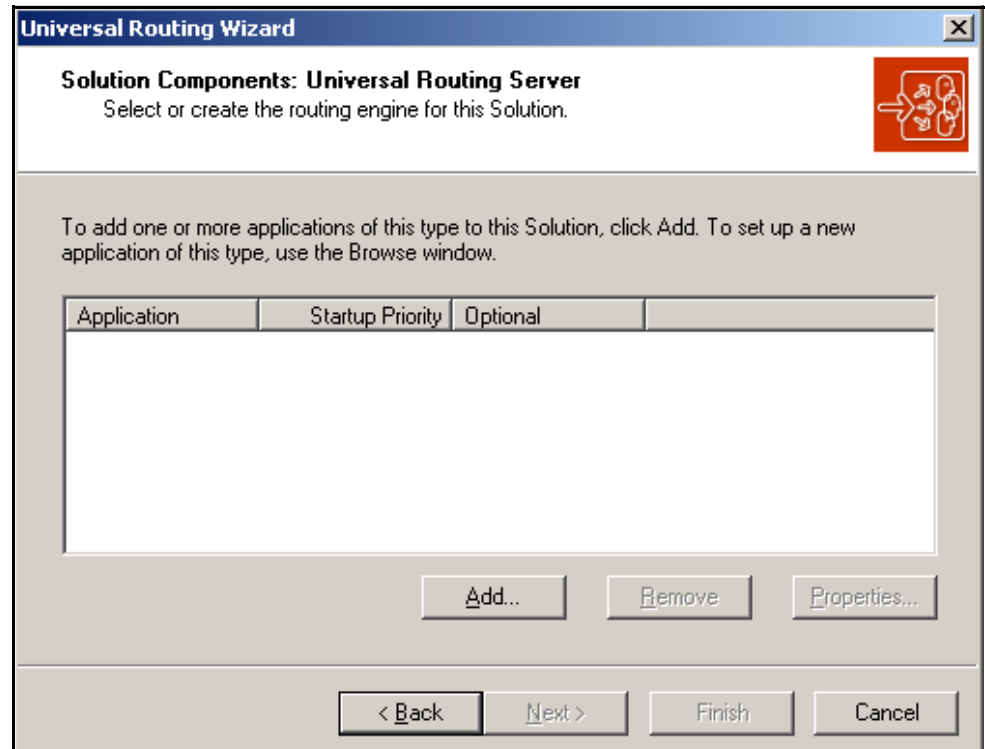 Universal Routing Wizard
Solution Components: Universal Routing Server
Select or create the routing engine for this Solution.
To add one or more applications of this type to this Solution, click Add. To set up a new
application of this type, use the Browse window.
Application Startup Priority Optional
Add... Remove Properties...
< Back Next > Finish Cancel